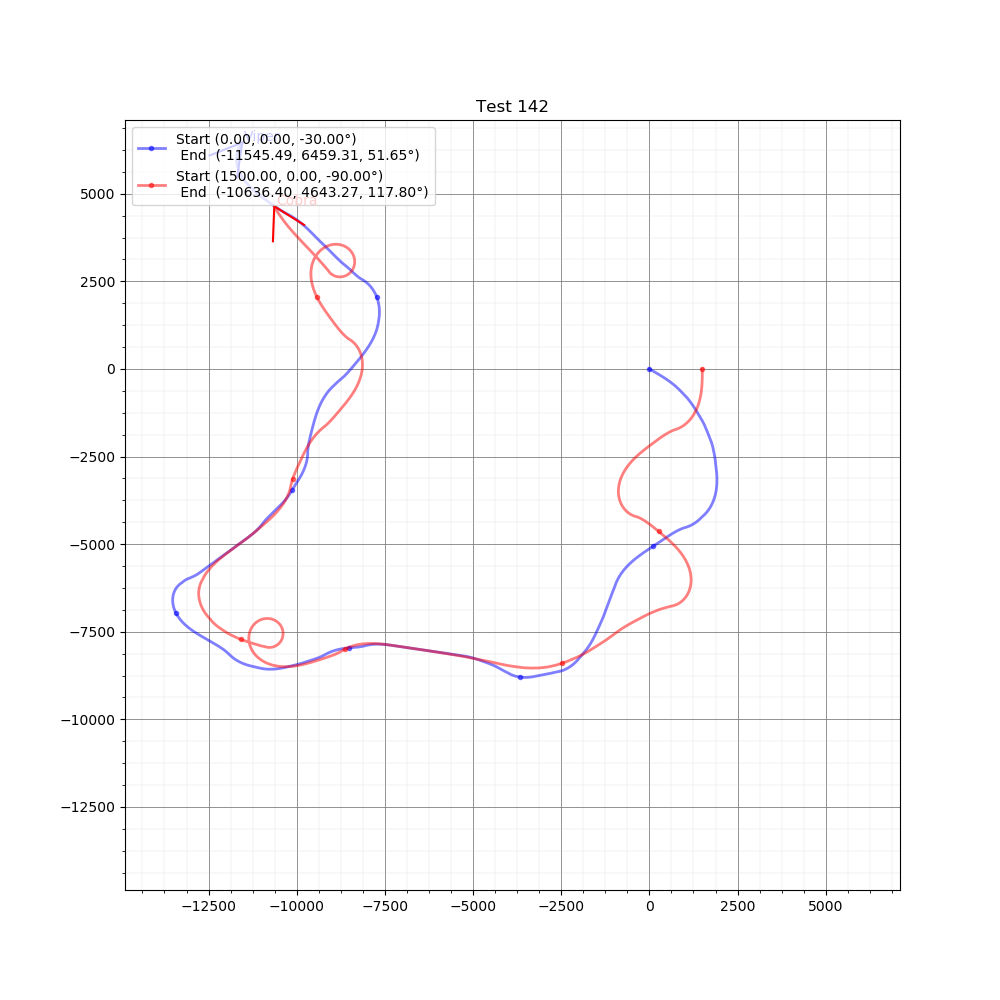 Test 142
Viper
Start (0.00, 0.00, -30.00°)
End (-11545.49, 6459.31, 51.65°)
Start (1500.00, 0.00, -90.00°)
End (-10636.40, 4643.27, 117.80°)
Cobra
5000
2500
0
−2500
−5000
−7500
−10000
−12500
−12500 −10000 −7500 −5000 −2500 0 2500 5000